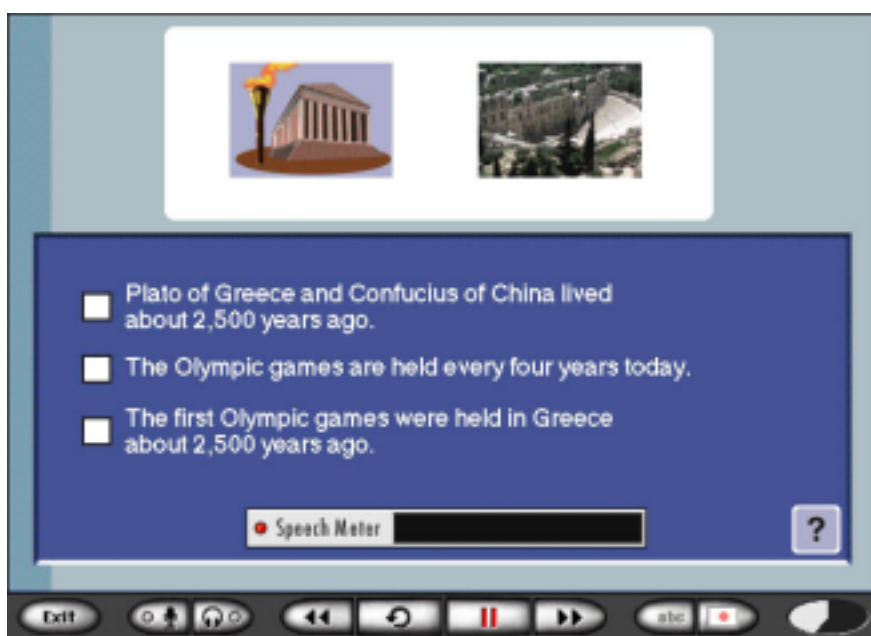 Plato of Greece and Confucius of China lived
about 2,500 years ago.
The Olympic games are held every four years today.
The first Olympic games were held in Greece
about 2,500 years ago.
Speech Meter
?
Exit
abc